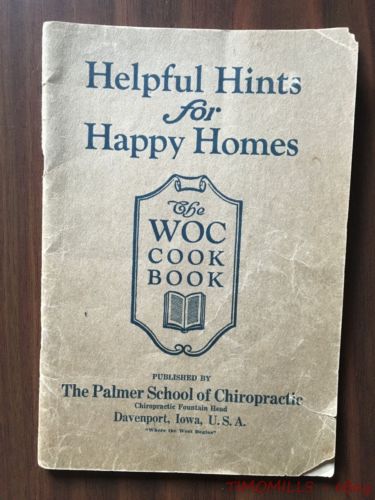 Helpful Hints
for
Happy Homes
The
WOC
COOK
BOOK
PUBLISHED BY
The Palmer School of Chiropractic
Chiropractic Fountain Head
Davenport, Iowa, U. S. A.
"Where the West Begins"